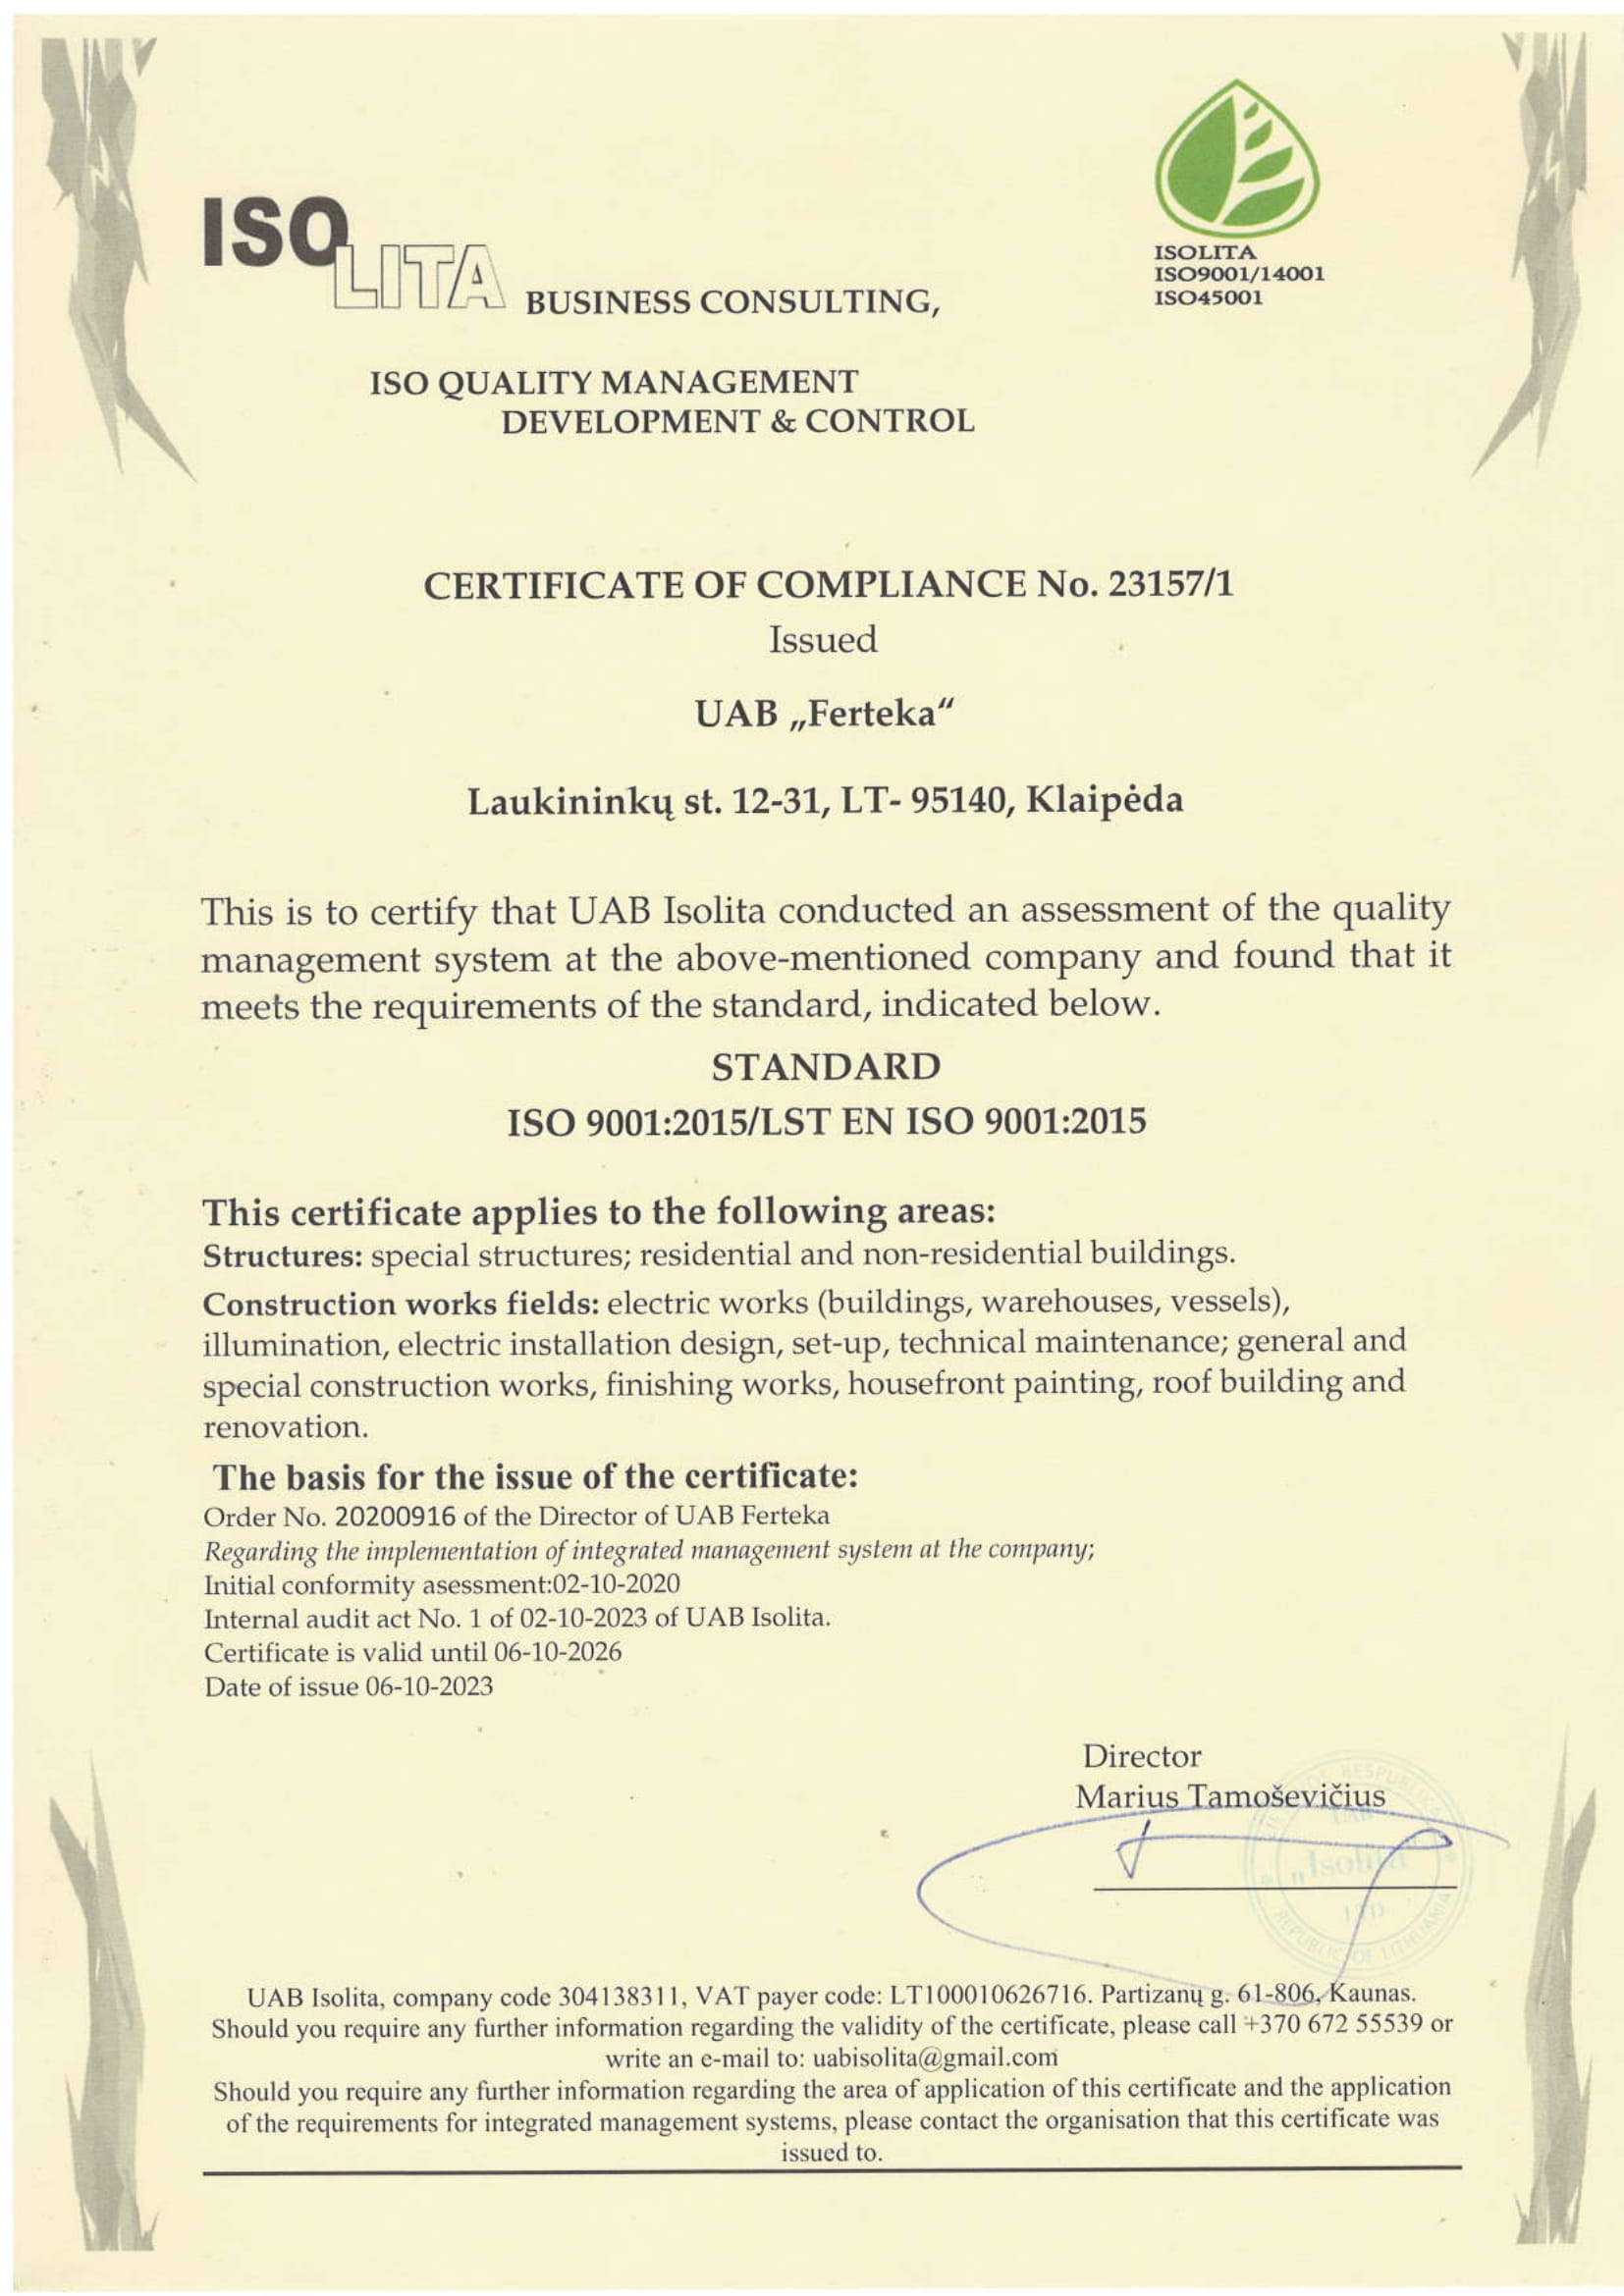 ISO
LITA BUSINESS CONSULTING,
ISO QUALITY MANAGEMENT
DEVELOPMENT & CONTROL
ISOLITA
ISO9001/14001
ISO45001
CERTIFICATE OF COMPLIANCE No. 23157/1
Issued
UAB „Ferteka“
Laukininkų st. 12-31, LT- 95140, Klaipėda
This is to certify that UAB Isolita conducted an assessment of the quality
management system at the above-mentioned company and found that it
meets the requirements of the standard, indicated below.
STANDARD
ISO 9001:2015/LST EN ISO 9001:2015
This certificate applies to the following areas:
Structures: special structures; residential and non-residential buildings.
Construction works fields: electric works (buildings, warehouses, vessels),
illumination, electric installation design, set-up, technical maintenance; general and
special construction works, finishing works, housefront painting, roof building and
renovation.
The basis for the issue of the certificate:
Order No. 20200916 of the Director of UAB Ferteka
Regarding the implementation of integrated management system at the company;
Initial conformity asessment:02-10-2020
Internal audit act No. 1 of 02-10-2023 of UAB Isolita.
Certificate is valid until 06-10-2026
Date of issue 06-10-2023
Director
Marius Tamoševičius
UAB
„Isolita“
LTD.
REPUBLIC OF LITHUANIA
UAB Isolita, company code 304138311, VAT payer code: LT100010626716. Partizanų g. 61-806, Kaunas.
Should you require any further information regarding the validity of the certificate, please call +370 672 55539 or
write an e-mail to: uabisolita@gmail.com
Should you require any further information regarding the area of application of this certificate and the application
of the requirements for integrated management systems, please contact the organisation that this certificate was
issued to.